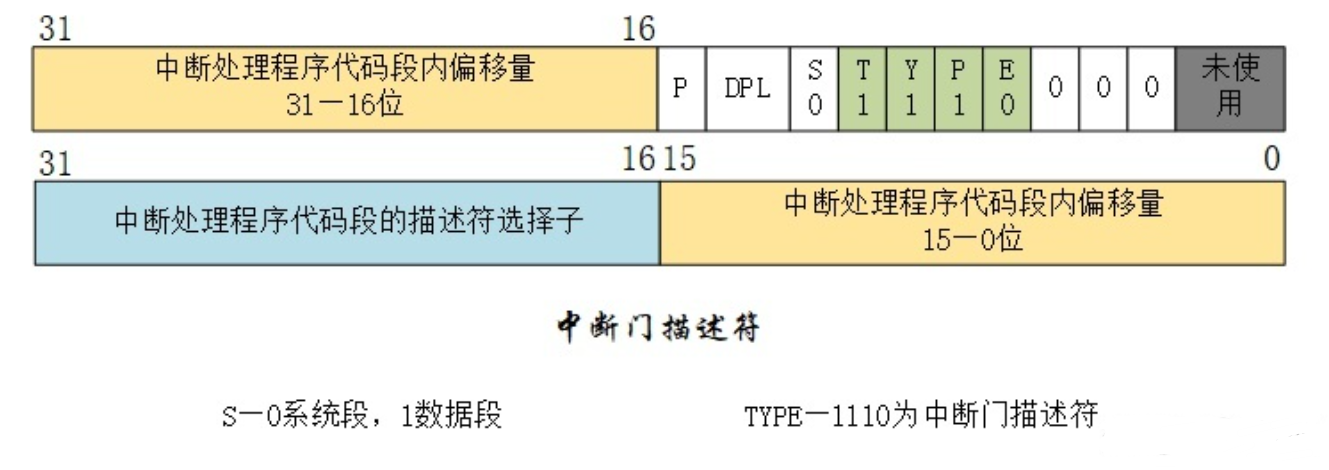 31 16
中断处理程序代码段内偏移量
31—16位
P DPL S 0 T 1 Y 1 P 1 E 0 0 0 0 未使用
31 16 15 0
中断处理程序代码段的描述符选择子
中断处理程序代码段内偏移量
15—0位
中断门描述符
S—0系统段，1数据段 TYPE—1110为中断门描述符